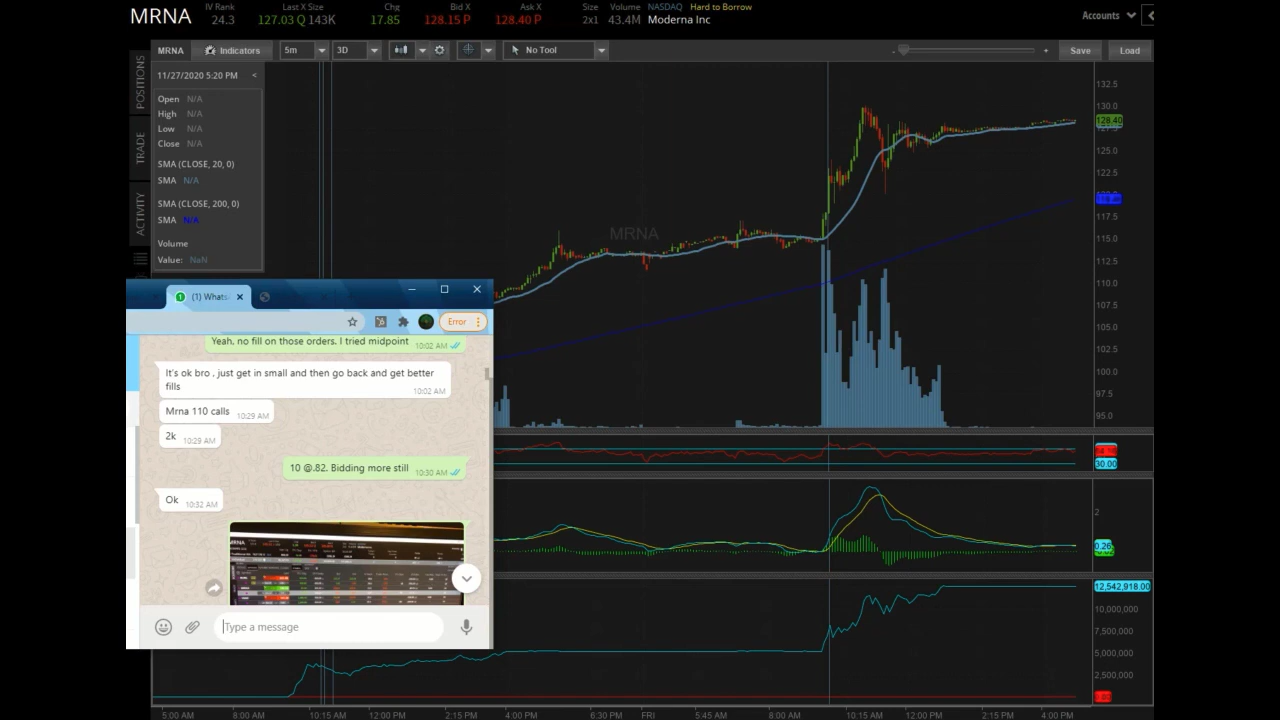 MRNA
IV Rank
24.3
Last X Size
127.03 Q 143K
Chg
17.85
Bid X
128.15 P
Ask X
128.40 P
Size
2x1
Volume
43.4M
NASDAQ Hard to Borrow
Moderna Inc
Accounts
MRNA Indicators 5m 3D No Tool - + Save Load
POSITIONS
TRADE
ACTIVITY
11/27/2020 5:20 PM <
Open N/A
High N/A
Low N/A
Close N/A
SMA (CLOSE, 20, 0)
SMA N/A
SMA (CLOSE, 200, 0)
SMA N/A
Volume
Value: NaN
MRNA
132.5
130.0
128.40
125.0
122.5
117.5
115.0
112.5
110.0
107.5
105.0
102.5
100.0
97.5
95.0
30.00
2
0.26
12,542,918.00
10,000,000
7,500,000
5,000,000
2,500,000
5:00 AM 8:00 AM 10:15 AM 12:00 PM 2:15 PM 4:00 PM 6:30 PM FRI 5:45 AM 8:00 AM 10:15 AM 12:00 PM 2:15 PM 4:00 PM
(1) Whats
Error
Yeah, no fill on those orders. I tried midpoint 10:02 AM
It's ok bro , just get in small and then go back and get better
fills
10:02 AM
Mrna 110 calls 10:29 AM
2k 10:29 AM
10 @.82. Bidding more still 10:30 AM
Ok 10:32 AM
MRNA
Type a message